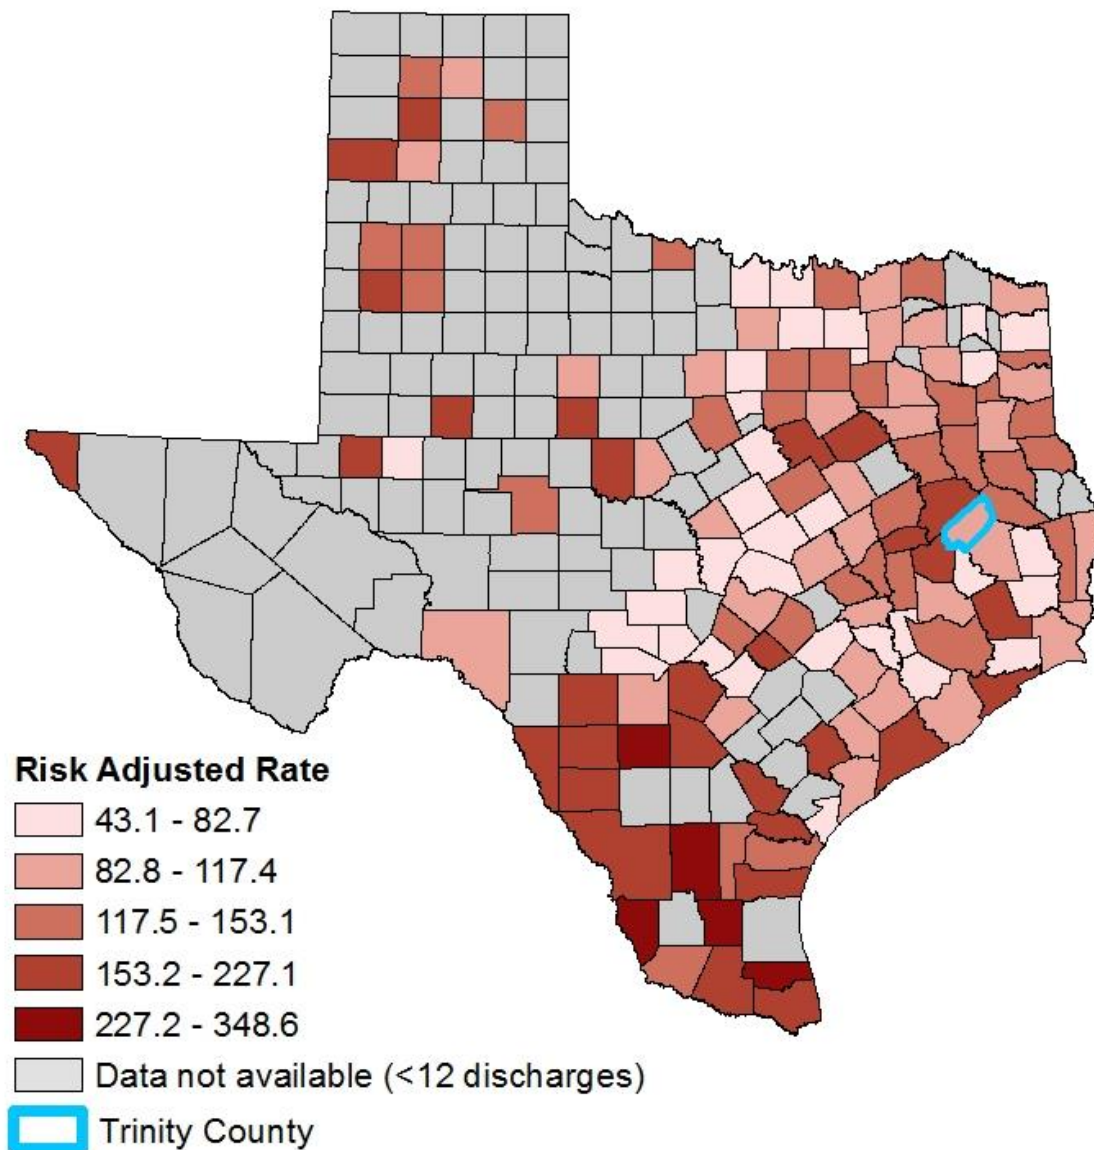 Risk Adjusted Rate
43.1 - 82.7
82.8 - 117.4
117.5 - 153.1
153.2 - 227.1
227.2 - 348.6
Data not available (<12 discharges)
Trinity County